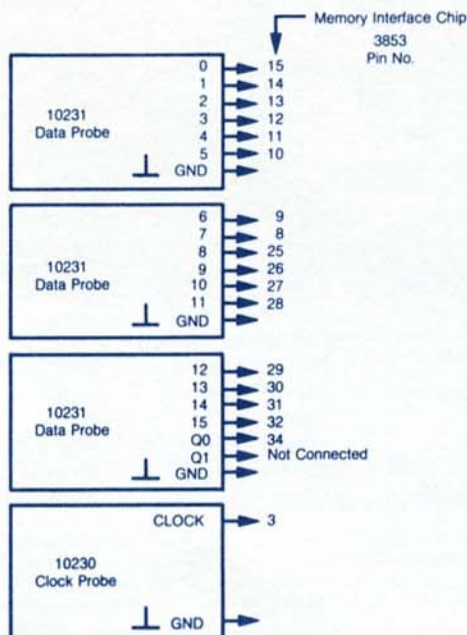 Memory Interface Chip
3853
Pin No.
0 15
1 14
2 13
3 12
4 11
5 10
GND
10231
Data Probe
6 9
7 8
8 25
9 26
10 27
11 28
GND
10231
Data Probe
12 29
13 30
14 31
15 32
Q0 34
Q1 Not Connected
GND
10231
Data Probe
CLOCK 3
10230
Clock Probe
GND